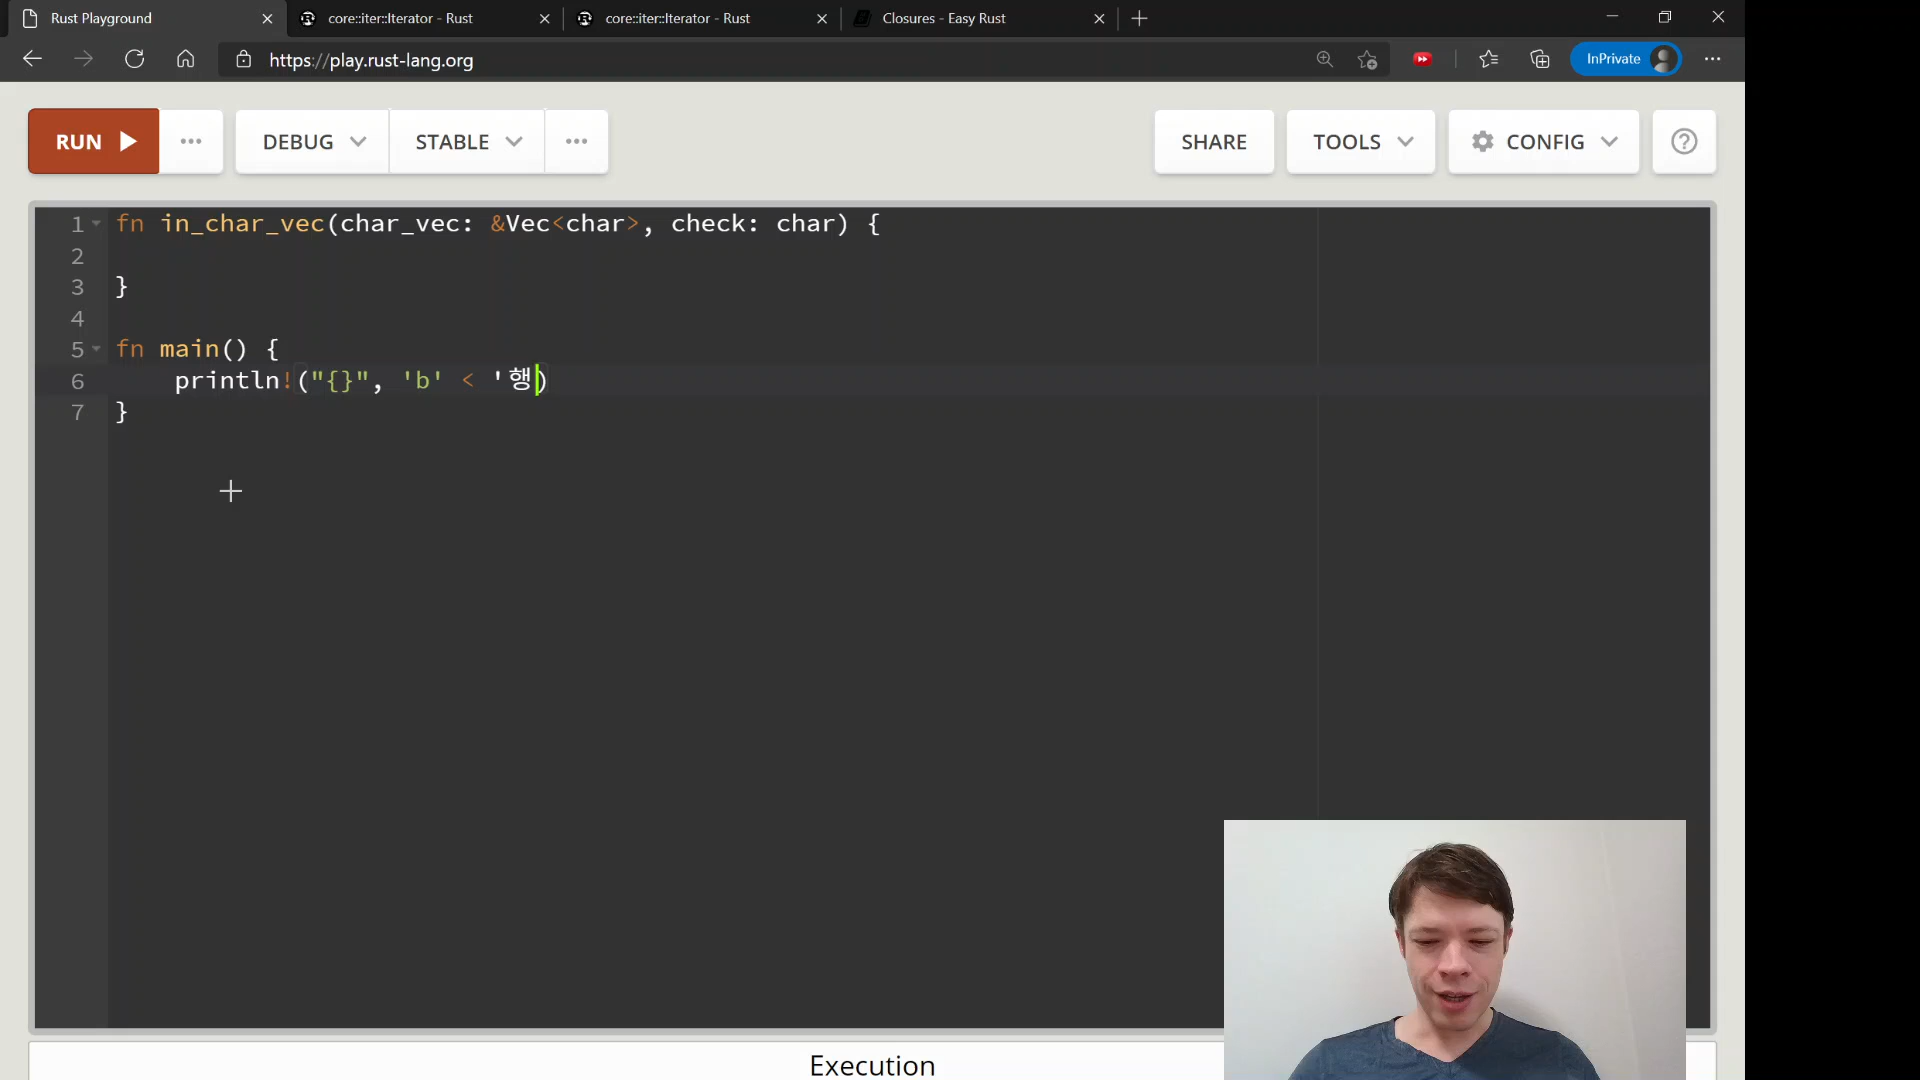 Rust Playground
core::iter::Iterator - Rust
core::iter::Iterator - Rust
Closures - Easy Rust
https://play.rust-lang.org
InPrivate
RUN
DEBUG
STABLE
SHARE
TOOLS
CONFIG
1 fn in_char_vec(char_vec: &Vec<char>, check: char) {
2
3 }
4
5 fn main() {
6 println!("{}", 'b' < '행)
7 }
Execution